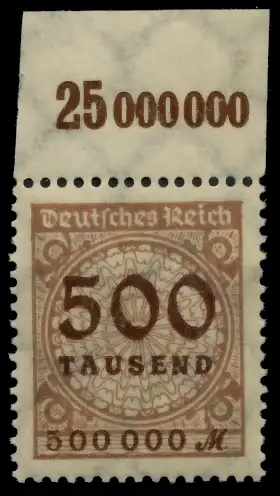 25000000
Deutsches Reich
500
TAUSEND
500000 M